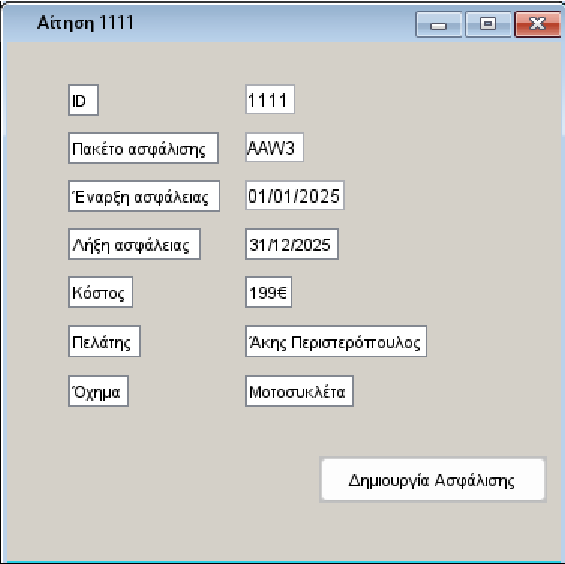 Αίτηση 1111
ID 1111
Πακέτο ασφάλισης AAW3
Έναρξη ασφάλειας 01/01/2025
Λήξη ασφάλειας 31/12/2025
Κόστος 199€
Πελάτης Άκης Περιστερόπουλος
Όχημα Μοτοσυκλέτα
Δημιουργία Ασφάλισης